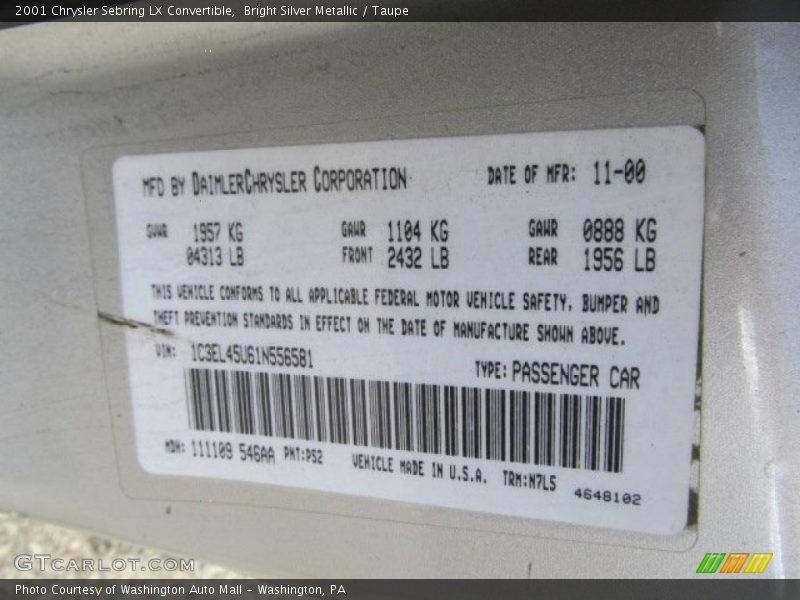 2001 Chrysler Sebring LX Convertible, Bright Silver Metallic / Taupe
MFD BY DAIMLERCHRYSLER CORPORATION DATE OF MFR: 11-00
GVWR 1957 KG GAWR 1104 KG GAWR 0888 KG
04313 LB FRONT 2432 LB REAR 1956 LB
THIS VEHICLE CONFORMS TO ALL APPLICABLE FEDERAL MOTOR VEHICLE SAFETY, BUMPER AND
THEFT PREVENTION STANDARDS IN EFFECT ON THE DATE OF MANUFACTURE SHOWN ABOVE.
VIN: 1C3EL45U61N556581 TYPE: PASSENGER CAR
MDH: 111109 546AA PNT:PS2 VEHICLE MADE IN U.S.A. TRM:N7L5 4648102
GTCARLOT.COM
Photo Courtesy of Washington Auto Mall - Washington, PA